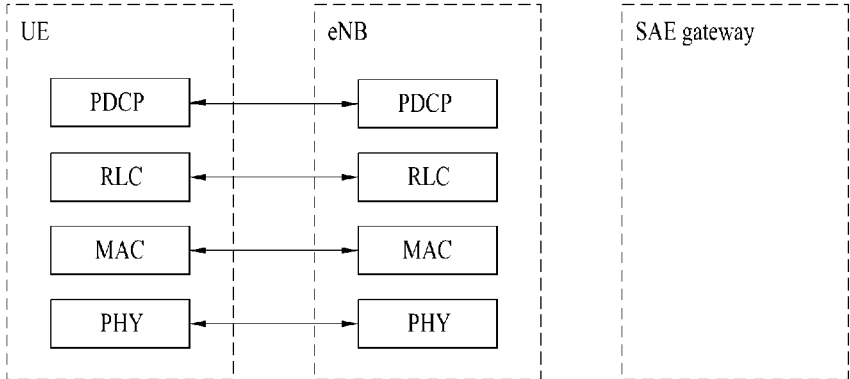 UE
eNB
SAE gateway
PDCP
PDCP
RLC
RLC
MAC
MAC
PHY
PHY